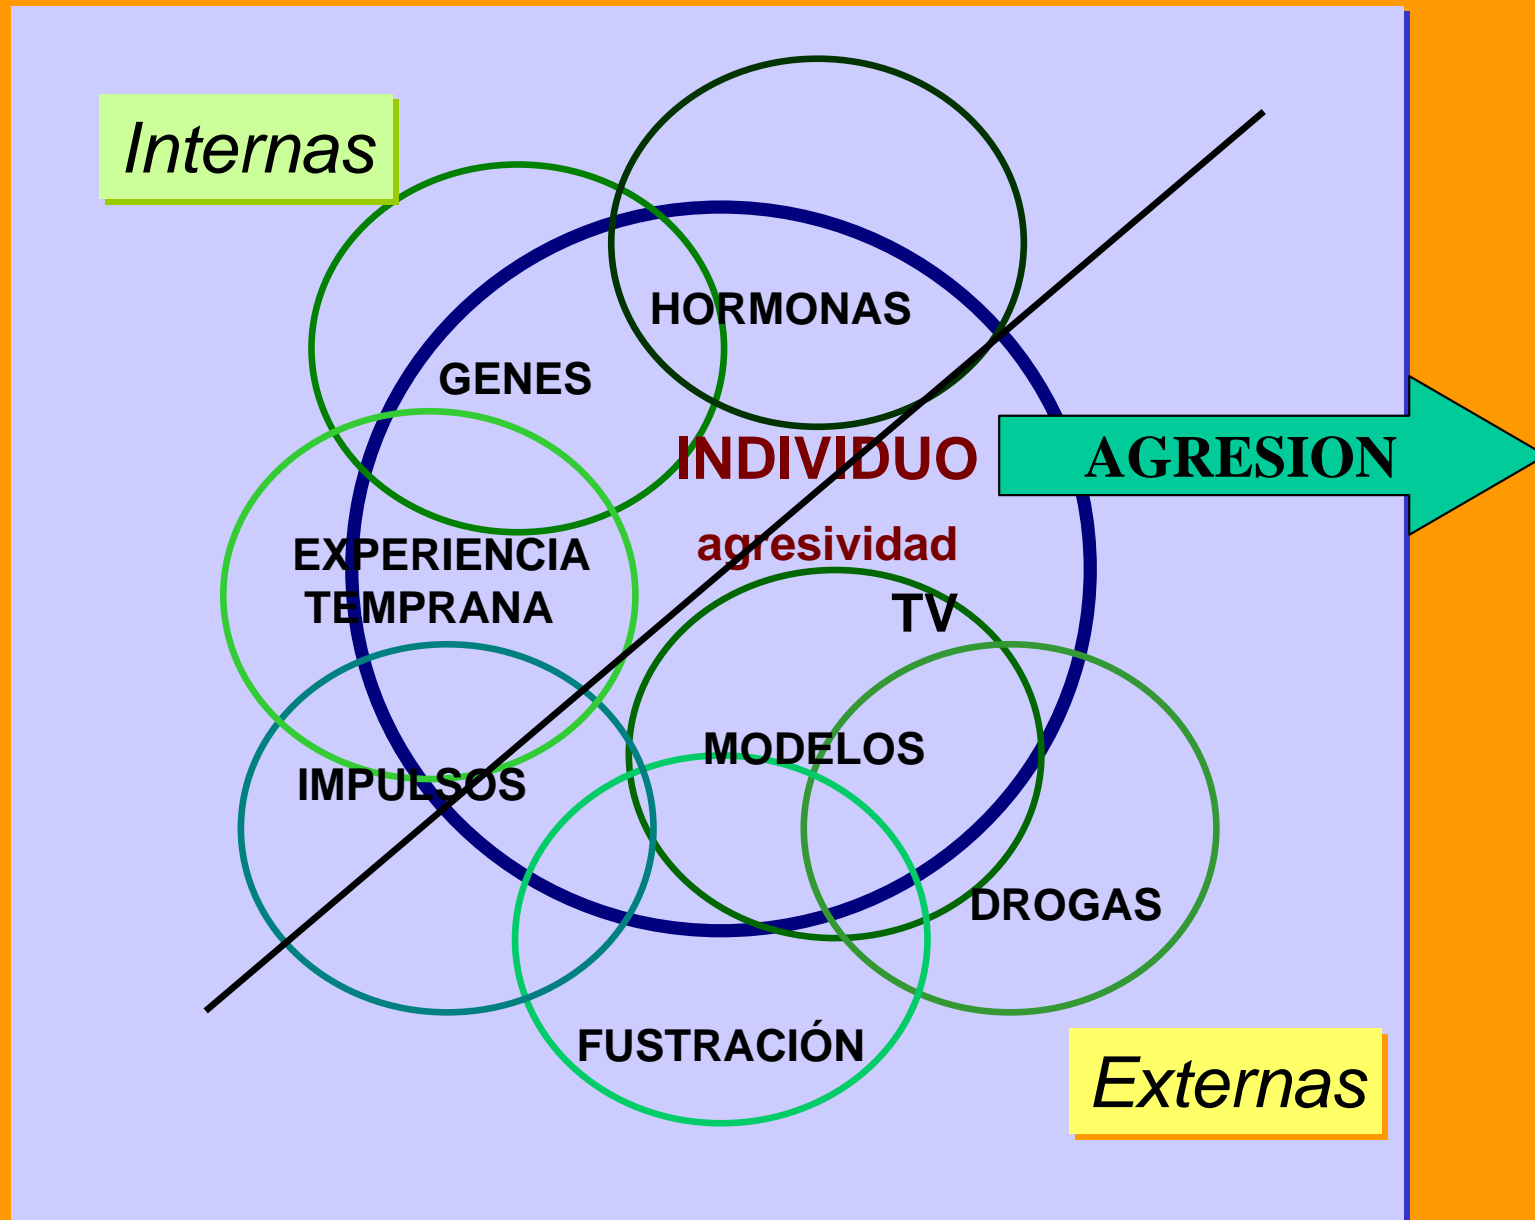 Internas
HORMONAS
GENES
INDIVIDUO
AGRESION
agresividad
EXPERIENCIA
TEMPRANA
TV
MODELOS
IMPULSOS
DROGAS
FUSTRACIÓN
Externas